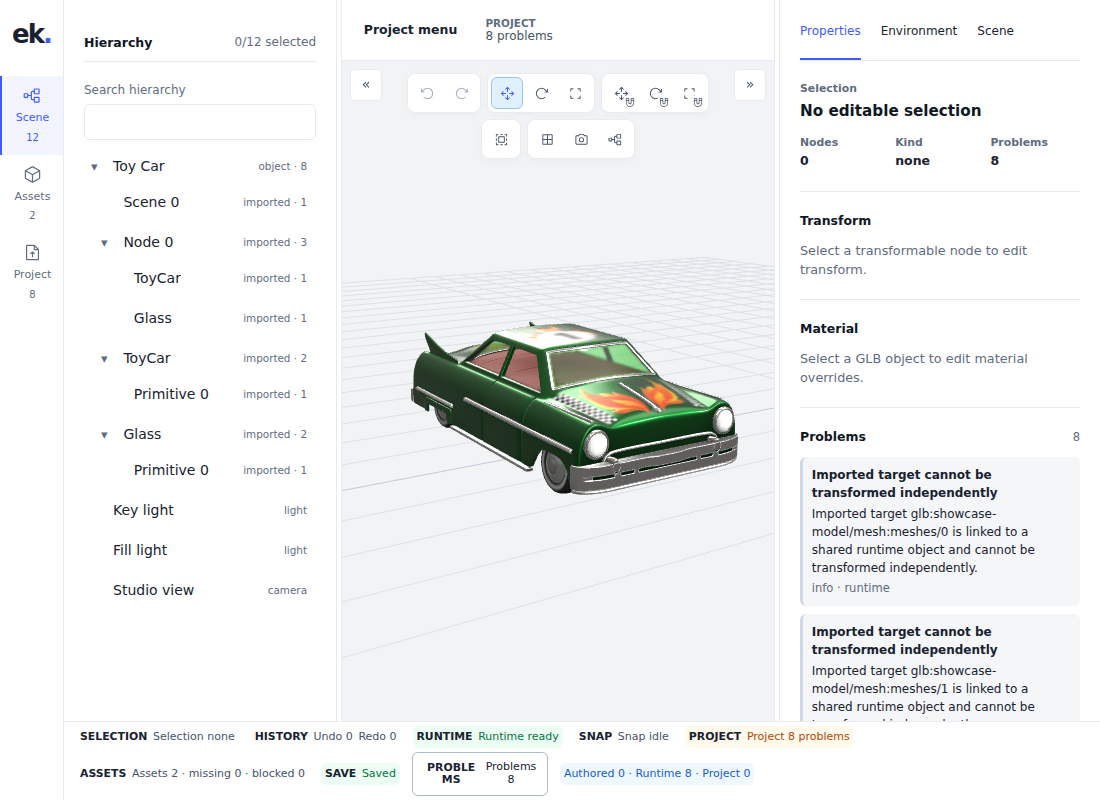 ek.
Scene
12
Assets
2
Project
8
Hierarchy
0/12 selected
Search hierarchy
Toy Car
object · 8
Scene 0
imported · 1
Node 0
imported · 3
ToyCar
imported · 1
Glass
imported · 1
ToyCar
imported · 2
Primitive 0
imported · 1
Glass
imported · 2
Primitive 0
imported · 1
Key light
light
Fill light
light
Studio view
camera
Project menu
PROJECT
8 problems
«
»
Properties
Environment
Scene
Selection
No editable selection
Nodes
Kind
Problems
0
none
8
Transform
Select a transformable node to edit
transform.
Material
Select a GLB object to edit material
overrides.
Problems
8
Imported target cannot be
transformed independently
Imported target glb:showcase-
model/mesh:meshes/0 is linked to a
shared runtime object and cannot be
transformed independently.
info · runtime
Imported target cannot be
transformed independently
Imported target glb:showcase-
model/mesh:meshes/1 is linked to a
shared runtime object and cannot be
SELECTION Selection none
HISTORY Undo 0 Redo 0
RUNTIME Runtime ready
SNAP Snap idle
PROJECT Project 8 problems
ASSETS Assets 2 · missing 0 · blocked 0
SAVE Saved
PROBLE
MS
Problems
8
Authored 0 · Runtime 8 · Project 0